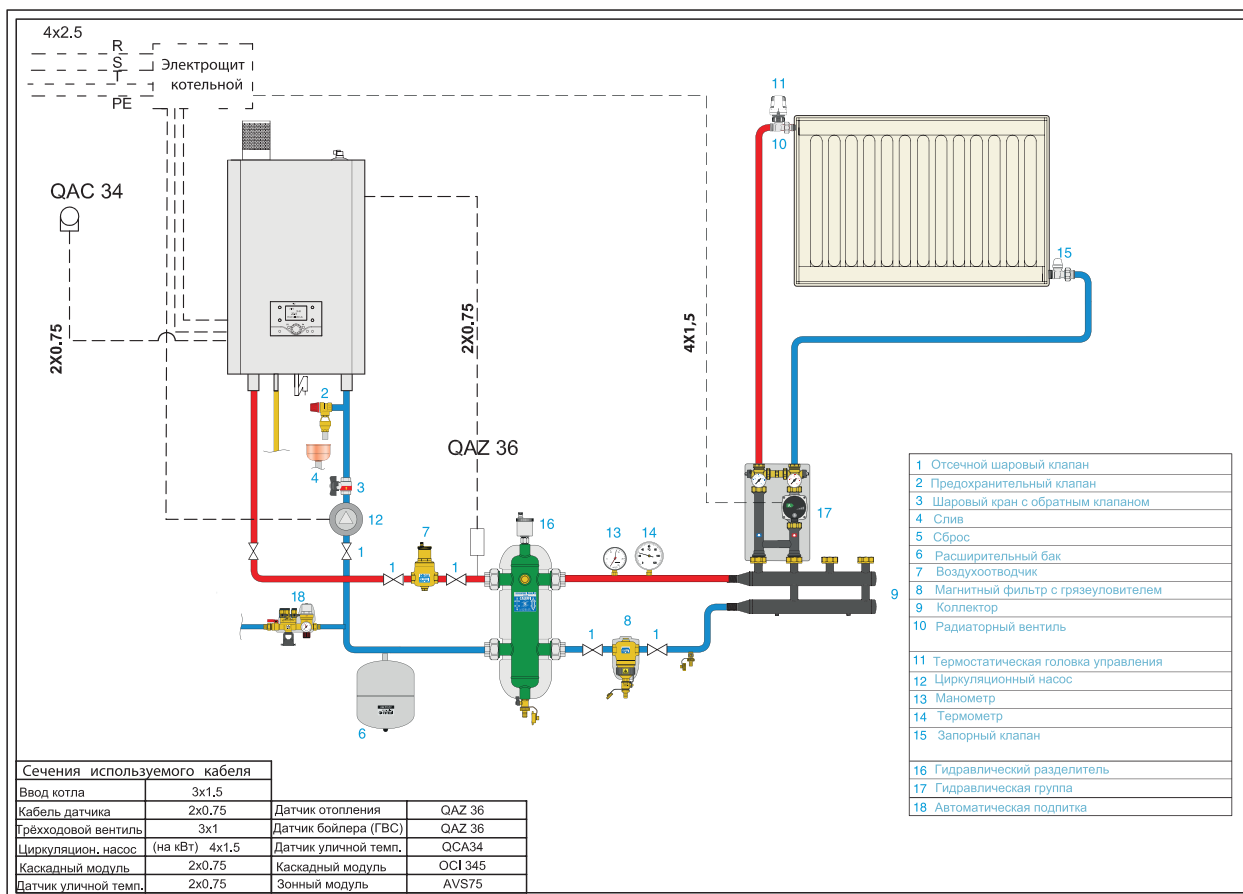 4x2.5
R
S
T
PE
Электрощит
котельной
QAC 34
2X0.75
2X0.75
QAZ 36
4X1,5
11
10
15
2
4
3
12
1
7
1
1
16
13
14
17
9
18
6
8
1
1
1 Отсечной шаровый клапан
2 Предохранительный клапан
3 Шаровый кран с обратным клапаном
4 Слив
5 Сброс
6 Расширительный бак
7 Воздухоотводчик
8 Магнитный фильтр с грязеуловителем
9 Коллектор
10 Радиаторный вентиль
11 Термостатическая головка управления
12 Циркуляционный насос
13 Манометр
14 Термометр
15 Запорный клапан
16 Гидравлический разделитель
17 Гидравлическая группа
18 Автоматическая подпитка
Сечения используемого кабеля
Ввод котла 3x1.5
Кабель датчика 2x0.75 Датчик отопления QAZ 36
Трёхходовой вентиль 3x1 Датчик бойлера (ГВС) QAZ 36
Циркуляцион. насос (на кВт) 4x1.5 Датчик уличной темп. QCA34
Каскадный модуль 2x0.75 Каскадный модуль OCI 345
Датчик уличной темп. 2x0.75 Зонный модуль AVS75